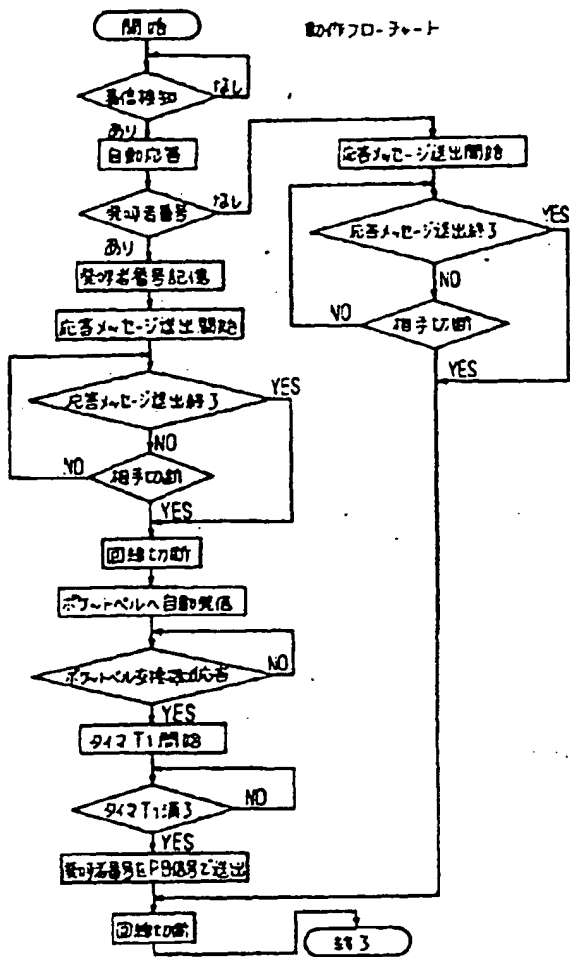 開始
動作フローチャート
着信検知
なし
あり
自動応答
発呼者番号
なし
あり
発呼者番号記憶
応答メッセージ送出開始
応答メッセージ送出終了
YES
NO
相手切断
NO
YES
回線切断
ポケットベルへ自動発信
ポケットベル交換機応答
NO
YES
タイマT1開始
タイマT1満了
NO
YES
発呼者番号をPB信号で送出
回線切断
終了
応答メッセージ送出開始
応答メッセージ送出終了
YES
NO
相手切断
NO
YES